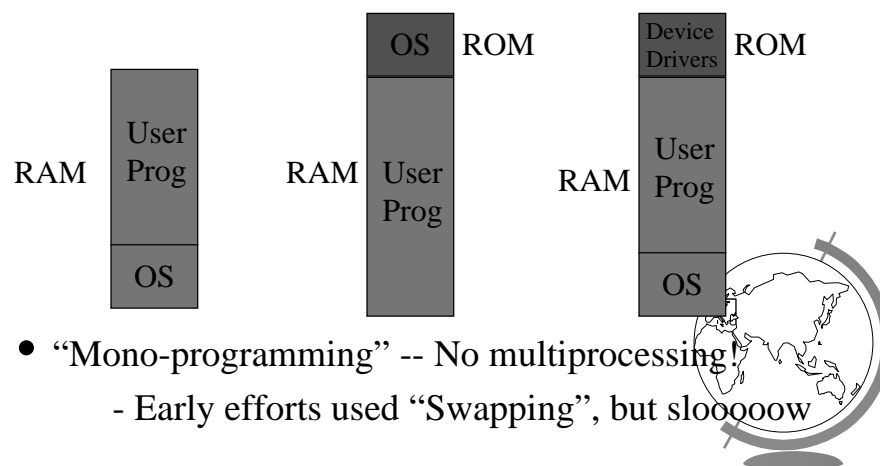 RAM
User
Prog
OS
OS
ROM
RAM
User
Prog
Device
Drivers
ROM
RAM
User
Prog
OS
• “Mono-programming” -- No multiprocessing!
- Early efforts used “Swapping”, but slooooow